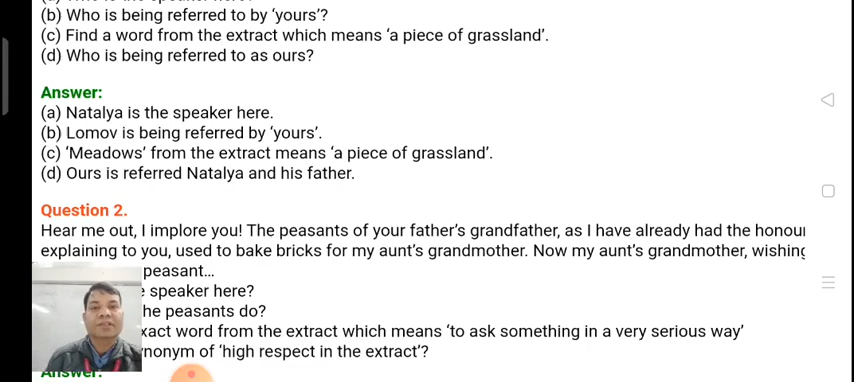 (b) Who is being referred to by ‘yours’?
(c) Find a word from the extract which means ‘a piece of grassland’.
(d) Who is being referred to as ours?
Answer:
(a) Natalya is the speaker here.
(b) Lomov is being referred by ‘yours’.
(c) ‘Meadows’ from the extract means ‘a piece of grassland’.
(d) Ours is referred Natalya and his father.
Question 2.
Hear me out, I implore you! The peasants of your father’s grandfather, as I have already had the honour
explaining to you, used to bake bricks for my aunt’s grandmother. Now my aunt’s grandmother, wishing
peasant...
speaker here?
he peasants do?
xact word from the extract which means ‘to ask something in a very serious way’
nonym of ‘high respect in the extract’?
Answer: